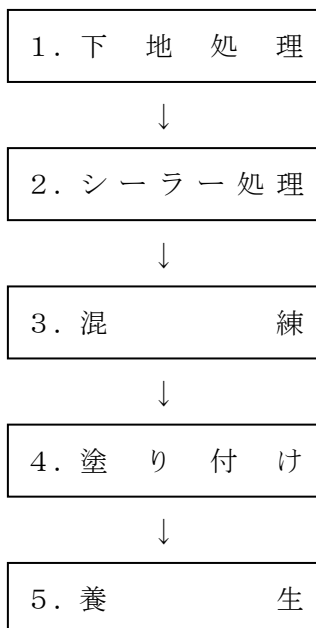 1. 下地処理
↓
2. シーラー処理
↓
3. 混練
↓
4. 塗り付け
↓
5. 養生